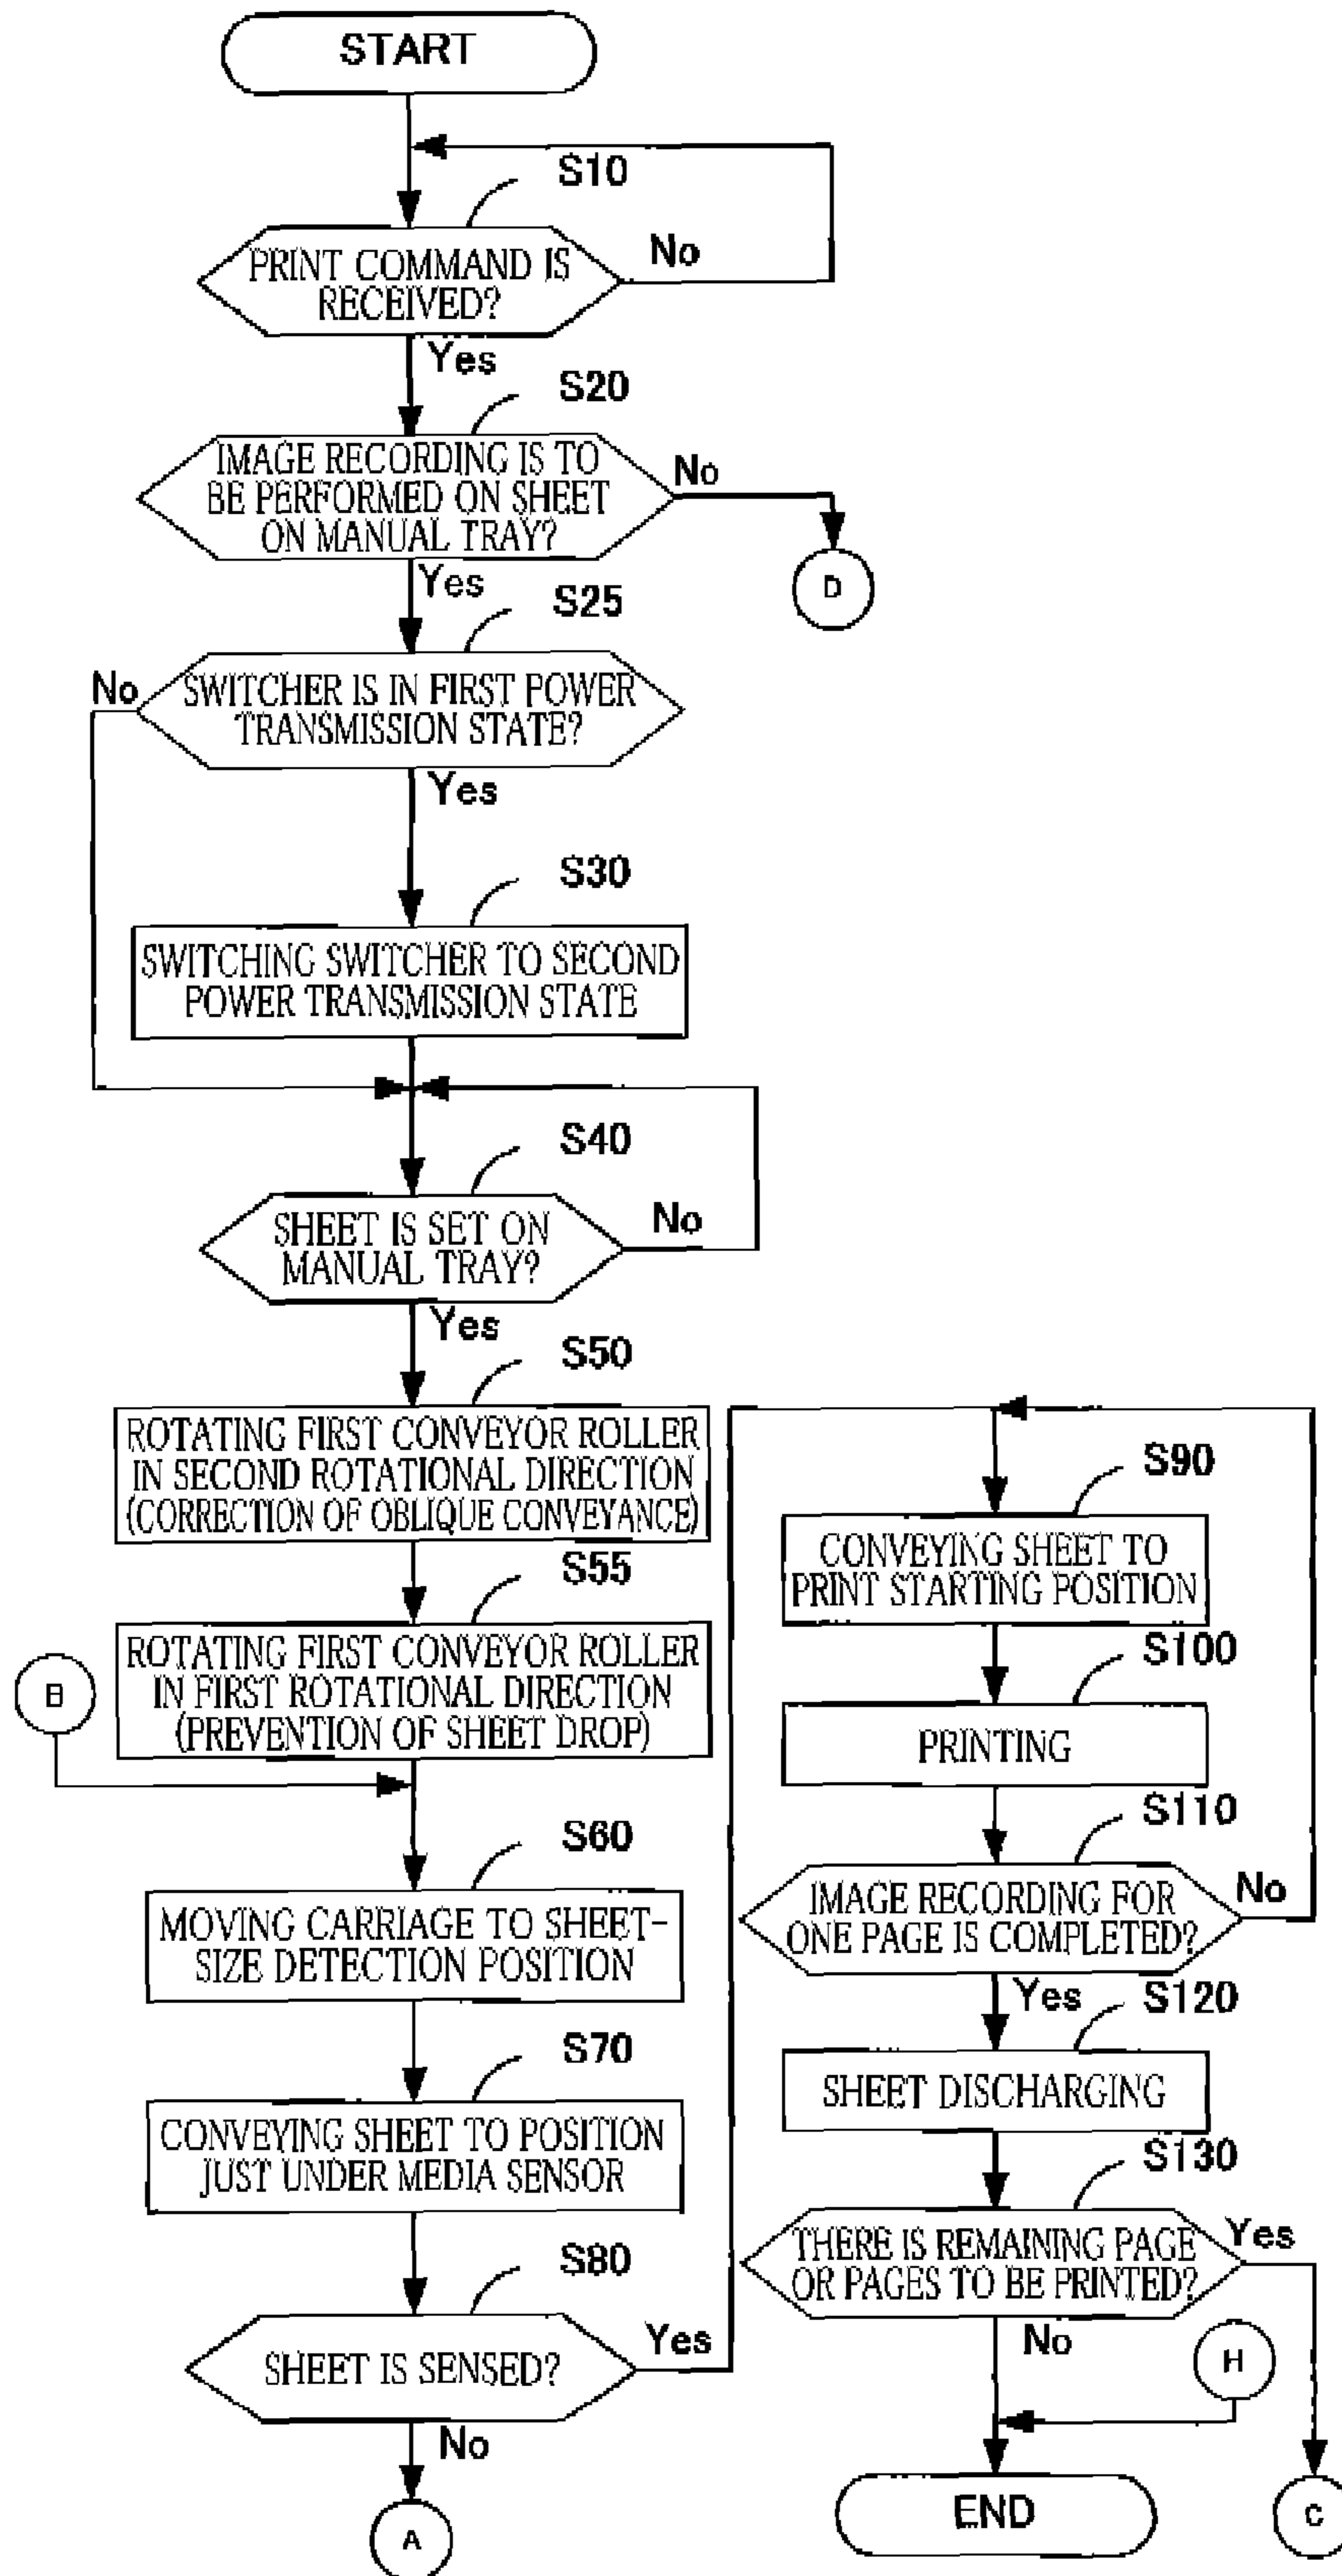 START
S10
PRINT COMMAND IS
RECEIVED?
No
Yes
S20
IMAGE RECORDING IS TO
BE PERFORMED ON SHEET
ON MANUAL TRAY?
No
D
Yes
S25
SWITCHER IS IN FIRST POWER
TRANSMISSION STATE?
No
Yes
S30
SWITCHING SWITCHER TO SECOND
POWER TRANSMISSION STATE
S40
SHEET IS SET ON
MANUAL TRAY?
No
Yes
S50
ROTATING FIRST CONVEYOR ROLLER
IN SECOND ROTATIONAL DIRECTION
(CORRECTION OF OBLIQUE CONVEYANCE)
S55
ROTATING FIRST CONVEYOR ROLLER
IN FIRST ROTATIONAL DIRECTION
(PREVENTION OF SHEET DROP)
B
S60
MOVING CARRIAGE TO SHEET-
SIZE DETECTION POSITION
S70
CONVEYING SHEET TO POSITION
JUST UNDER MEDIA SENSOR
S80
SHEET IS SENSED?
Yes
No
A
S90
CONVEYING SHEET TO
PRINT STARTING POSITION
S100
PRINTING
S110
IMAGE RECORDING FOR
ONE PAGE IS COMPLETED?
No
Yes
S120
SHEET DISCHARGING
S130
THERE IS REMAINING PAGE
OR PAGES TO BE PRINTED?
Yes
No
H
END
C